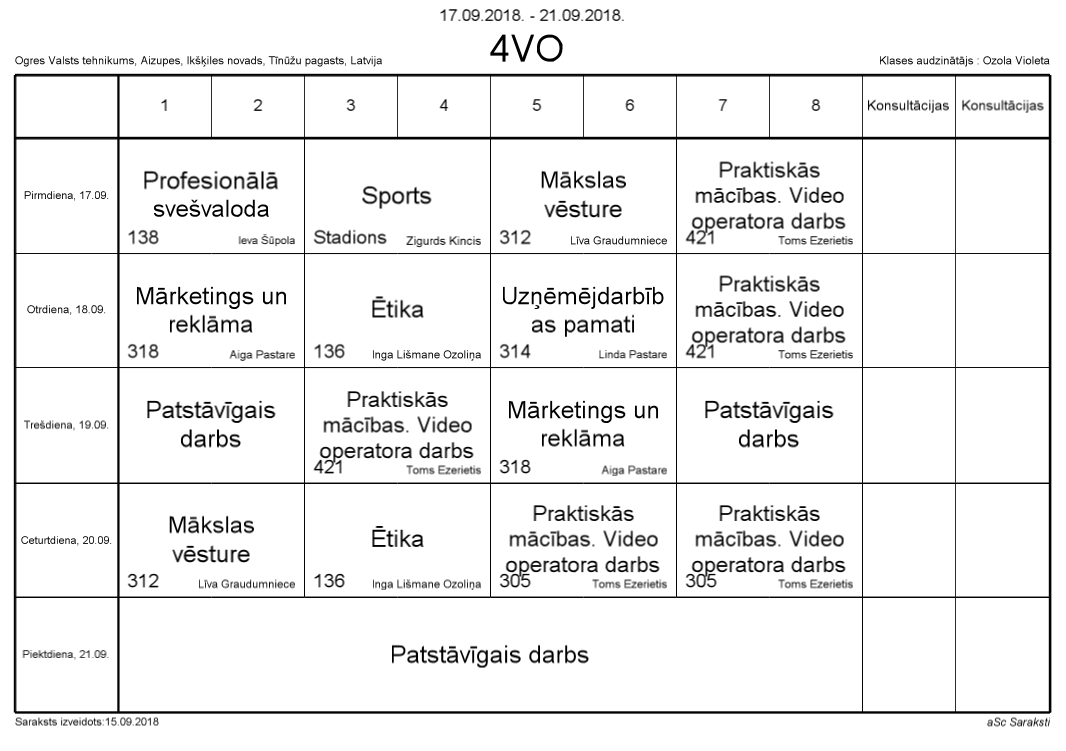 17.09.2018. - 21.09.2018.
4VO
Ogres Valsts tehnikums, Aizupes, Ikšķiles novads, Tīnūžu pagasts, Latvija
Klases audzinātājs : Ozola Violeta
1 2 3 4 5 6 7 8 Konsultācijas Konsultācijas
Pirmdiena, 17.09.
Profesionālā
svešvaloda
138 Ieva Šūpola
Sports
Stadions Zigurds Kincis
Mākslas
vēsture
312 Līva Graudumniece
Praktiskās
mācības. Video
operatora darbs
421 Toms Ezerietis
Otrdiena, 18.09.
Mārketings un
reklāma
318 Aiga Pastare
Ētika
136 Inga Lišmane Ozoliņa
Uzņēmējdarbīb
as pamati
314 Linda Pastare
Praktiskās
mācības. Video
operatora darbs
421 Toms Ezerietis
Trešdiena, 19.09.
Patstāvīgais
darbs
Praktiskās
mācības. Video
operatora darbs
421 Toms Ezerietis
Mārketings un
reklāma
318 Aiga Pastare
Patstāvīgais
darbs
Ceturtdiena, 20.09.
Mākslas
vēsture
312 Līva Graudumniece
Ētika
136 Inga Lišmane Ozoliņa
Praktiskās
mācības. Video
operatora darbs
305 Toms Ezerietis
Praktiskās
mācības. Video
operatora darbs
305 Toms Ezerietis
Piektdiena, 21.09.
Patstāvīgais darbs
Saraksts izveidots:15.09.2018
aSc Saraksti